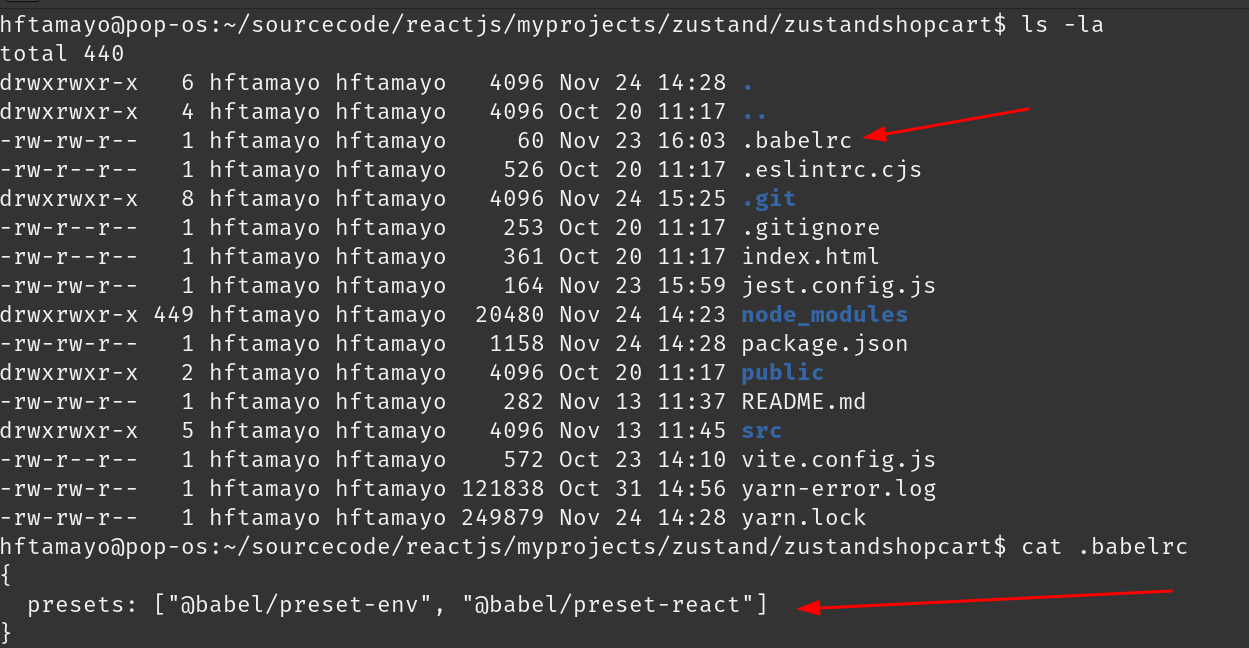 hftamayo@pop-os:~/sourcecode/reactjs/myprojects/zustand/zustandshopcart$ ls -la
total 440
drwxrwxr-x   6 hftamayo hftamayo   4096 Nov 24 14:28 .
drwxrwxr-x   4 hftamayo hftamayo   4096 Oct 20 11:17 ..
-rw-rw-r--   1 hftamayo hftamayo     60 Nov 23 16:03 .babelrc
-rw-r--r--   1 hftamayo hftamayo    526 Oct 20 11:17 .eslintrc.cjs
drwxrwxr-x   8 hftamayo hftamayo   4096 Nov 24 15:25 .git
-rw-r--r--   1 hftamayo hftamayo    253 Oct 20 11:17 .gitignore
-rw-r--r--   1 hftamayo hftamayo    361 Oct 20 11:17 index.html
-rw-rw-r--   1 hftamayo hftamayo    164 Nov 23 15:59 jest.config.js
drwxrwxr-x 449 hftamayo hftamayo  20480 Nov 24 14:23 node_modules
-rw-rw-r--   1 hftamayo hftamayo   1158 Nov 24 14:28 package.json
drwxrwxr-x   2 hftamayo hftamayo   4096 Oct 20 11:17 public
-rw-rw-r--   1 hftamayo hftamayo    282 Nov 13 11:37 README.md
drwxrwxr-x   5 hftamayo hftamayo   4096 Nov 13 11:45 src
-rw-r--r--   1 hftamayo hftamayo    572 Oct 23 14:10 vite.config.js
-rw-rw-r--   1 hftamayo hftamayo 121838 Oct 31 14:56 yarn-error.log
-rw-rw-r--   1 hftamayo hftamayo 249879 Nov 24 14:28 yarn.lock
hftamayo@pop-os:~/sourcecode/reactjs/myprojects/zustand/zustandshopcart$ cat .babelrc
{
  presets: ["@babel/preset-env", "@babel/preset-react"]
}